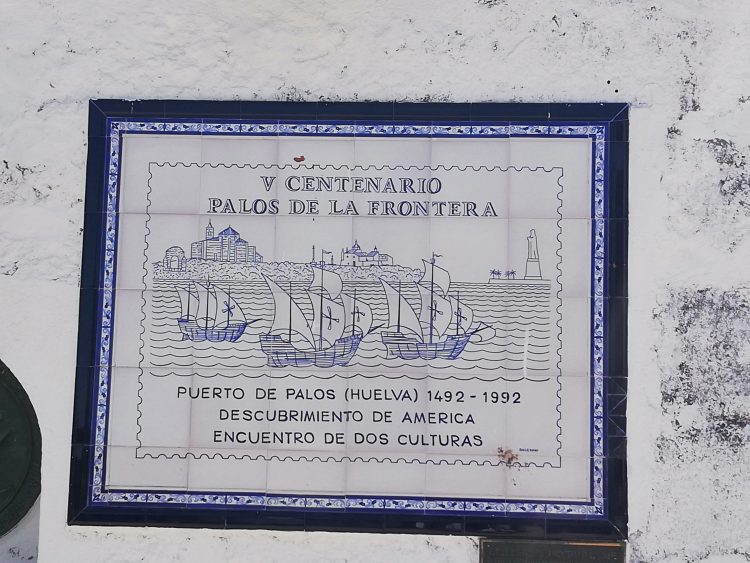 V CENTENARIO
PALOS DE LA FRONTERA
PUERTO DE PALOS (HUELVA) 1492 - 1992
DESCUBRIMIENTO DE AMERICA
ENCUENTRO DE DOS CULTURAS